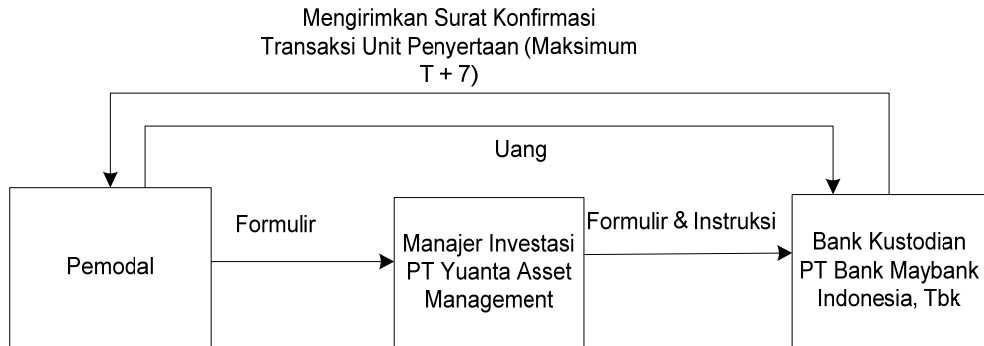 Mengirimkan Surat Konfirmasi
Transaksi Unit Penyertaan (Maksimum
T + 7)
Uang
Formulir
Formulir & Instruksi
Pemodal
Manajer Investasi
PT Yuanta Asset
Management
Bank Kustodian
PT Bank Maybank
Indonesia, Tbk